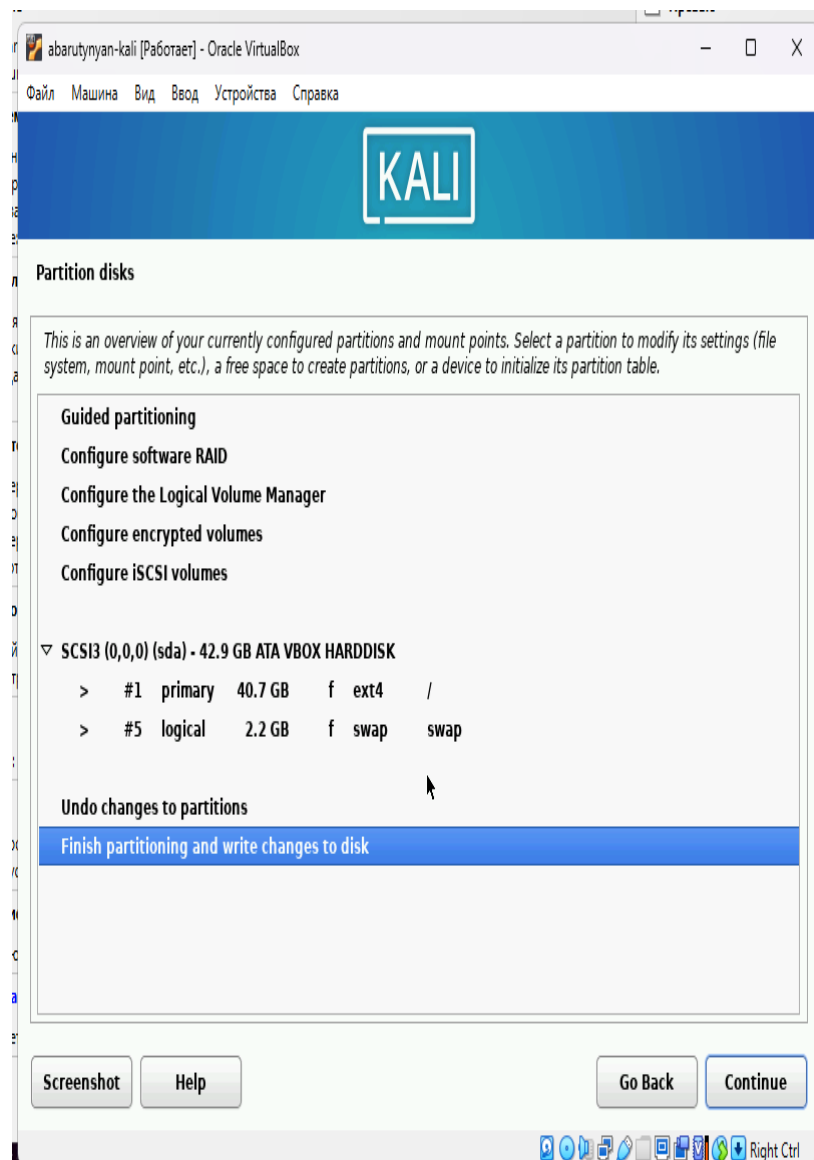 abarutynyan-kali [Работает] - Oracle VirtualBox
Файл Машина Вид Ввод Устройства Справка
KALI
Partition disks
This is an overview of your currently configured partitions and mount points. Select a partition to modify its settings (file
system, mount point, etc.), a free space to create partitions, or a device to initialize its partition table.
Guided partitioning
Configure software RAID
Configure the Logical Volume Manager
Configure encrypted volumes
Configure iSCSI volumes
SCSI3 (0,0,0) (sda) - 42.9 GB ATA VBOX HARDDISK
> #1 primary 40.7 GB f ext4 /
> #5 logical 2.2 GB f swap swap
Undo changes to partitions
Finish partitioning and write changes to disk
Screenshot Help Go Back Continue
Right Ctrl